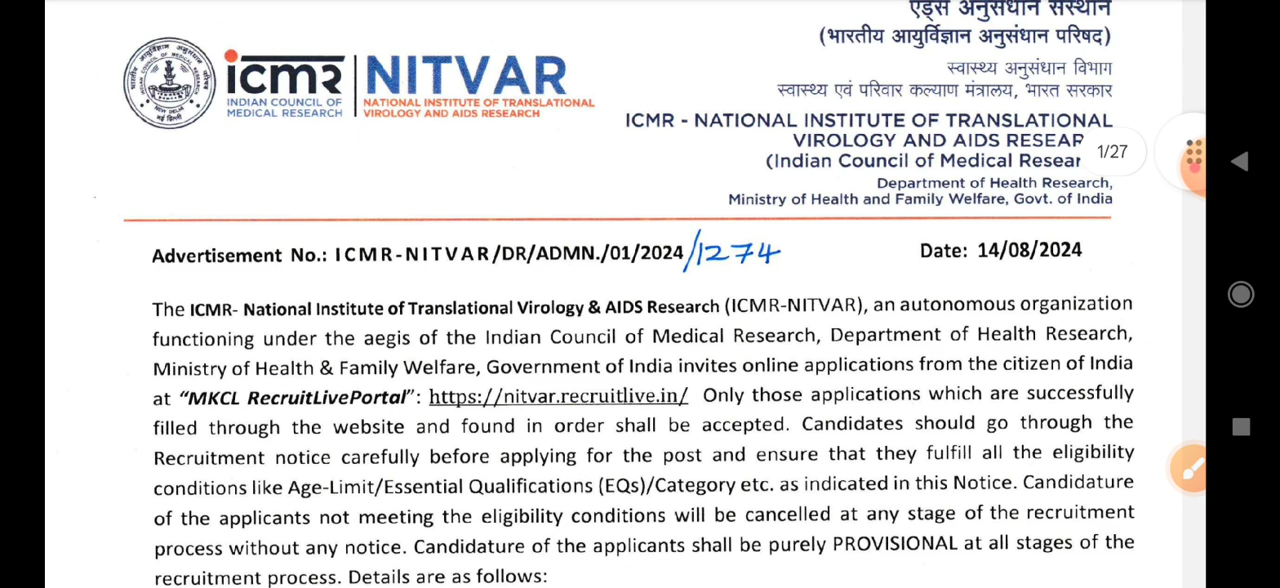 एड्स अनुसंधान संस्थान
(भारतीय आयुर्विज्ञान अनुसंधान परिषद)
स्वास्थ्य अनुसंधान विभाग
स्वास्थ्य एवं परिवार कल्याण मंत्रालय, भारत सरकार
icmr
INDIAN COUNCIL OF
MEDICAL RESEARCH
NITVAR
NATIONAL INSTITUTE OF TRANSLATIONAL
VIROLOGY AND AIDS RESEARCH
ICMR - NATIONAL INSTITUTE OF TRANSLATIONAL
VIROLOGY AND AIDS RESEAR
(Indian Council of Medical Resear
1/27
Department of Health Research,
Ministry of Health and Family Welfare, Govt. of India
Advertisement No.: ICMR-NITVAR/DR/ADMN./01/2024/1274 Date: 14/08/2024
The ICMR- National Institute of Translational Virology & AIDS Research (ICMR-NITVAR), an autonomous organization
functioning under the aegis of the Indian Council of Medical Research, Department of Health Research,
Ministry of Health & Family Welfare, Government of India invites online applications from the citizen of India
at “MKCL RecruitLivePortal”: https://nitvar.recruitlive.in/ Only those applications which are successfully
filled through the website and found in order shall be accepted. Candidates should go through the
Recruitment notice carefully before applying for the post and ensure that they fulfill all the eligibility
conditions like Age-Limit/Essential Qualifications (EQs)/Category etc. as indicated in this Notice. Candidature
of the applicants not meeting the eligibility conditions will be cancelled at any stage of the recruitment
process without any notice. Candidature of the applicants shall be purely PROVISIONAL at all stages of the
recruitment process. Details are as follows: